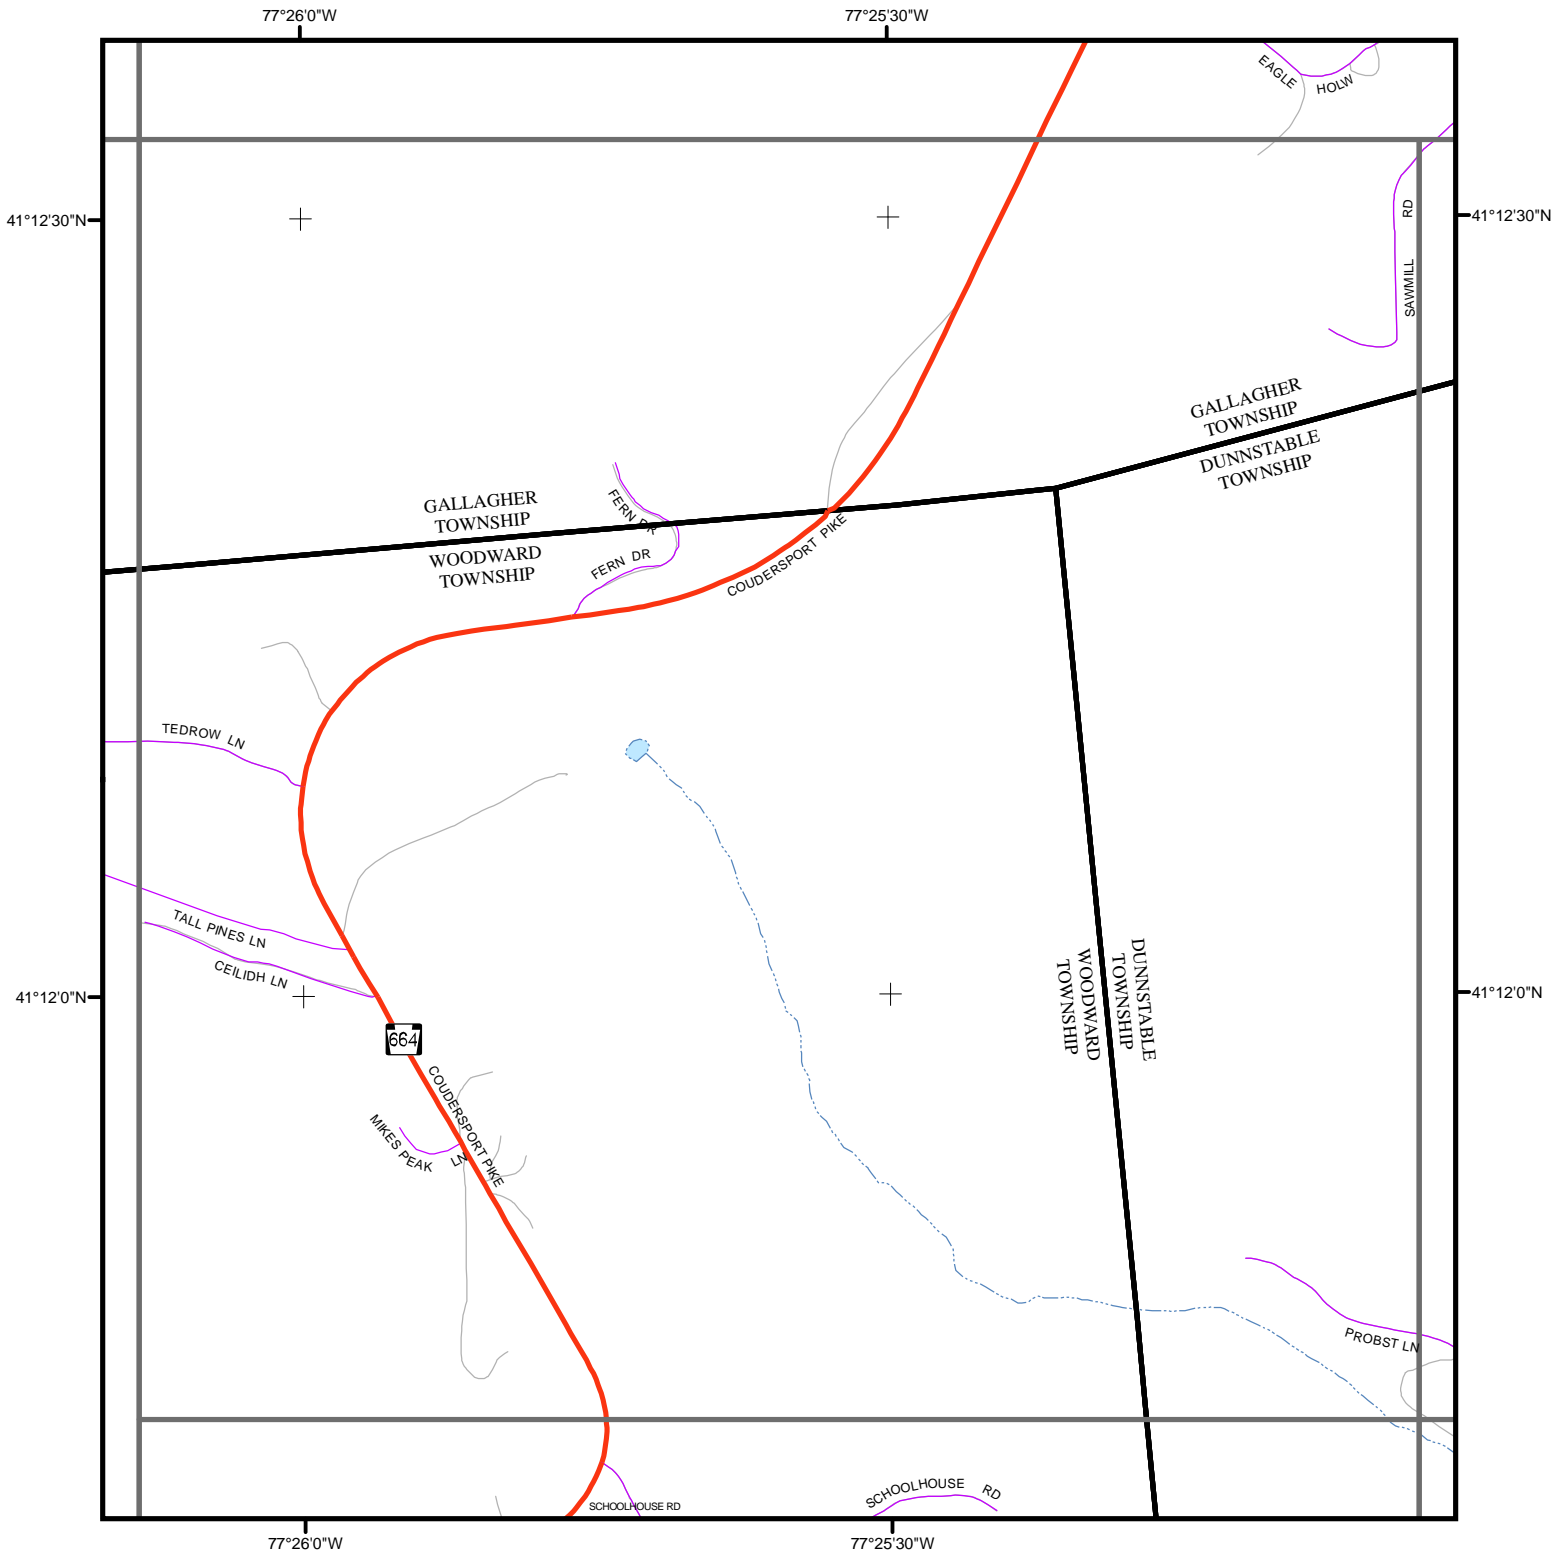 77°26'0"W
77°25'30"W
EAGLE
HOLW
41°12'30"N
41°12'30"N
RD
SAWMILL
GALLAGHER
TOWNSHIP
DUNNSTABLE
TOWNSHIP
GALLAGHER
TOWNSHIP
WOODWARD
TOWNSHIP
FERN DR
FERN DR
COUDERSPORT PIKE
TEDROW LN
TALL PINES LN
CEILIDH LN
41°12'0"N
41°12'0"N
WOODWARD
TOWNSHIP
DUNNSTABLE
TOWNSHIP
664
COUDERSPORT PIKE
MIKES PEAK LN
PROBST LN
SCHOOLHOUSE RD
SCHOOLHOUSE RD
77°26'0"W
77°25'30"W